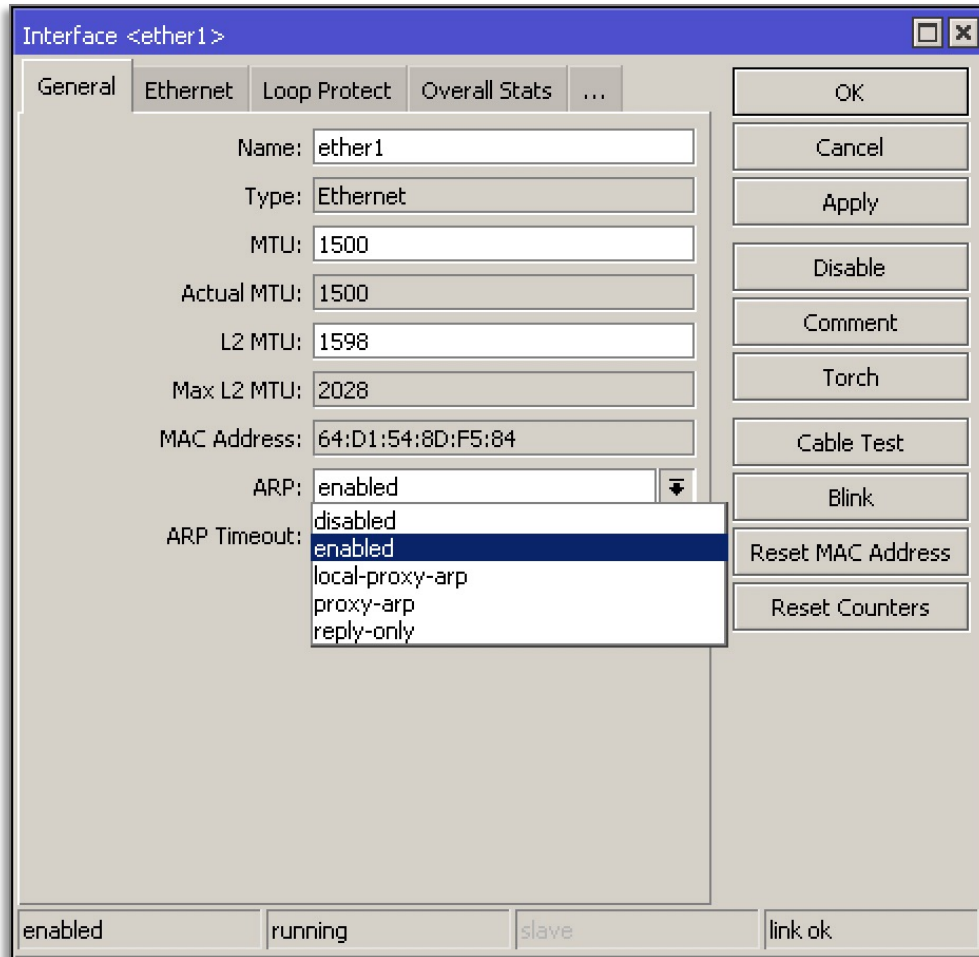 Interface <ether1>
General Ethernet Loop Protect Overall Stats ...
Name: ether1
Type: Ethernet
MTU: 1500
Actual MTU: 1500
L2 MTU: 1598
Max L2 MTU: 2028
MAC Address: 64:D1:54:8D:F5:84
ARP: enabled
ARP Timeout:
disabled
enabled
local-proxy-arp
proxy-arp
reply-only
OK
Cancel
Apply
Disable
Comment
Torch
Cable Test
Blink
Reset MAC Address
Reset Counters
enabled running slave link ok